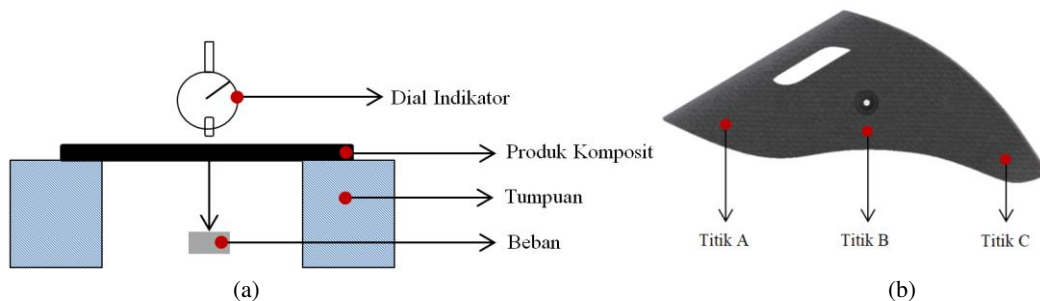 Dial Indikator
Produk Komposit
Tumpuan
Beban
(a)
Titik A
Titik B
Titik C
(b)